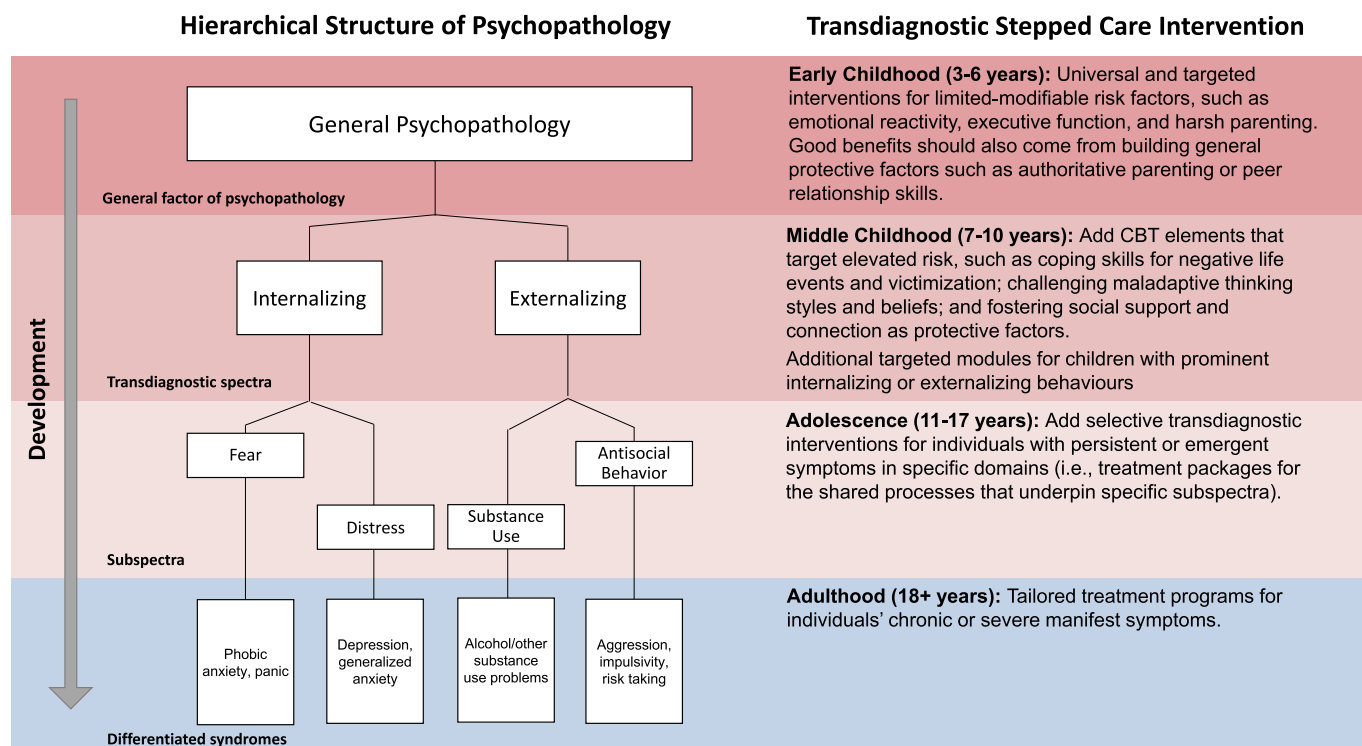 Hierarchical Structure of Psychopathology
Transdiagnostic Stepped Care Intervention
Development
General Psychopathology
General factor of psychopathology
Early Childhood (3-6 years): Universal and targeted
interventions for limited-modifiable risk factors, such as
emotional reactivity, executive function, and harsh parenting.
Good benefits should also come from building general
protective factors such as authoritative parenting or peer
relationship skills.
Internalizing
Externalizing
Transdiagnostic spectra
Middle Childhood (7-10 years): Add CBT elements that
target elevated risk, such as coping skills for negative life
events and victimization; challenging maladaptive thinking
styles and beliefs; and fostering social support and
connection as protective factors.
Additional targeted modules for children with prominent
internalizing or externalizing behaviours
Fear
Distress
Substance
Use
Antisocial
Behavior
Subspectra
Adolescence (11-17 years): Add selective transdiagnostic
interventions for individuals with persistent or emergent
symptoms in specific domains (i.e., treatment packages for
the shared processes that underpin specific subspectra).
Phobic
anxiety, panic
Depression,
generalized
anxiety
Alcohol/other
substance
use problems
Aggression,
impulsivity,
risk taking
Differentiated syndromes
Adulthood (18+ years): Tailored treatment programs for
individuals’ chronic or severe manifest symptoms.